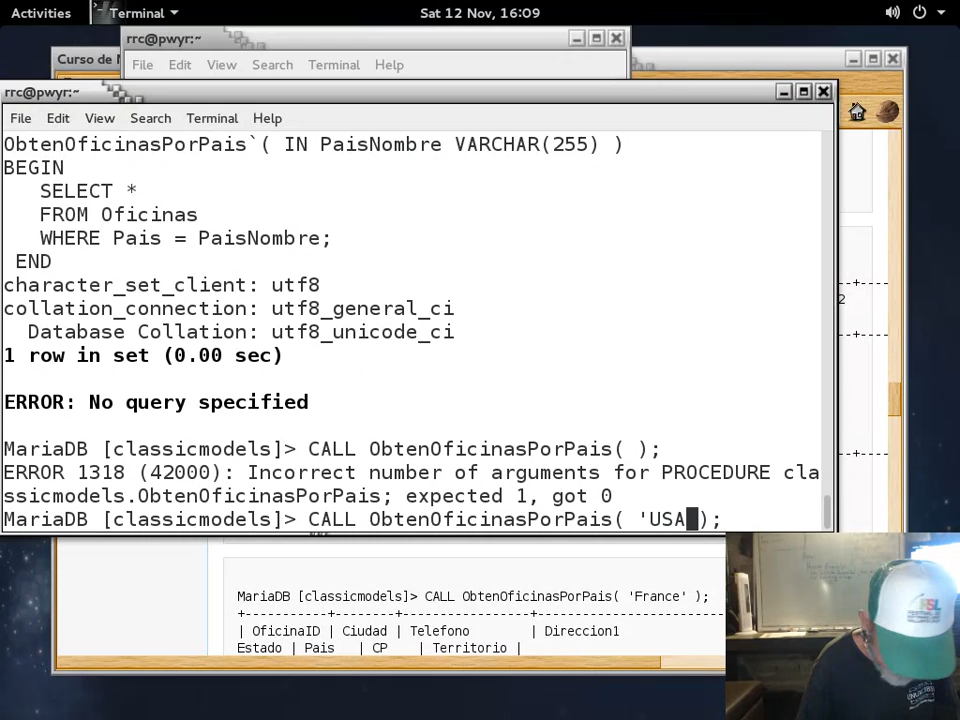 Activities Terminal Sat 12 Nov, 16:09
rrc@pwyr:~
File Edit View Search Terminal Help
rrc@pwyr:~
File Edit View Search Terminal Help
ObtenOficinasPorPais`( IN PaisNombre VARCHAR(255) )
BEGIN
SELECT *
FROM Oficinas
WHERE Pais = PaisNombre;
END
character_set_client: utf8
collation_connection: utf8_general_ci
Database Collation: utf8_unicode_ci
1 row in set (0.00 sec)
ERROR: No query specified
MariaDB [classicmodels]> CALL ObtenOficinasPorPais( );
ERROR 1318 (42000): Incorrect number of arguments for PROCEDURE cla
ssicmodels.ObtenOficinasPorPais; expected 1, got 0
MariaDB [classicmodels]> CALL ObtenOficinasPorPais( 'USA );
Curso de
-+----
2
-+----
-+----
MariaDB [classicmodels]> CALL ObtenOficinasPorPais( 'France' );
+-----------+--------+-----------------+-------------------------
| OficinaID | Ciudad | Telefono | Direccion1
Estado | Pais | CP | Territorio |